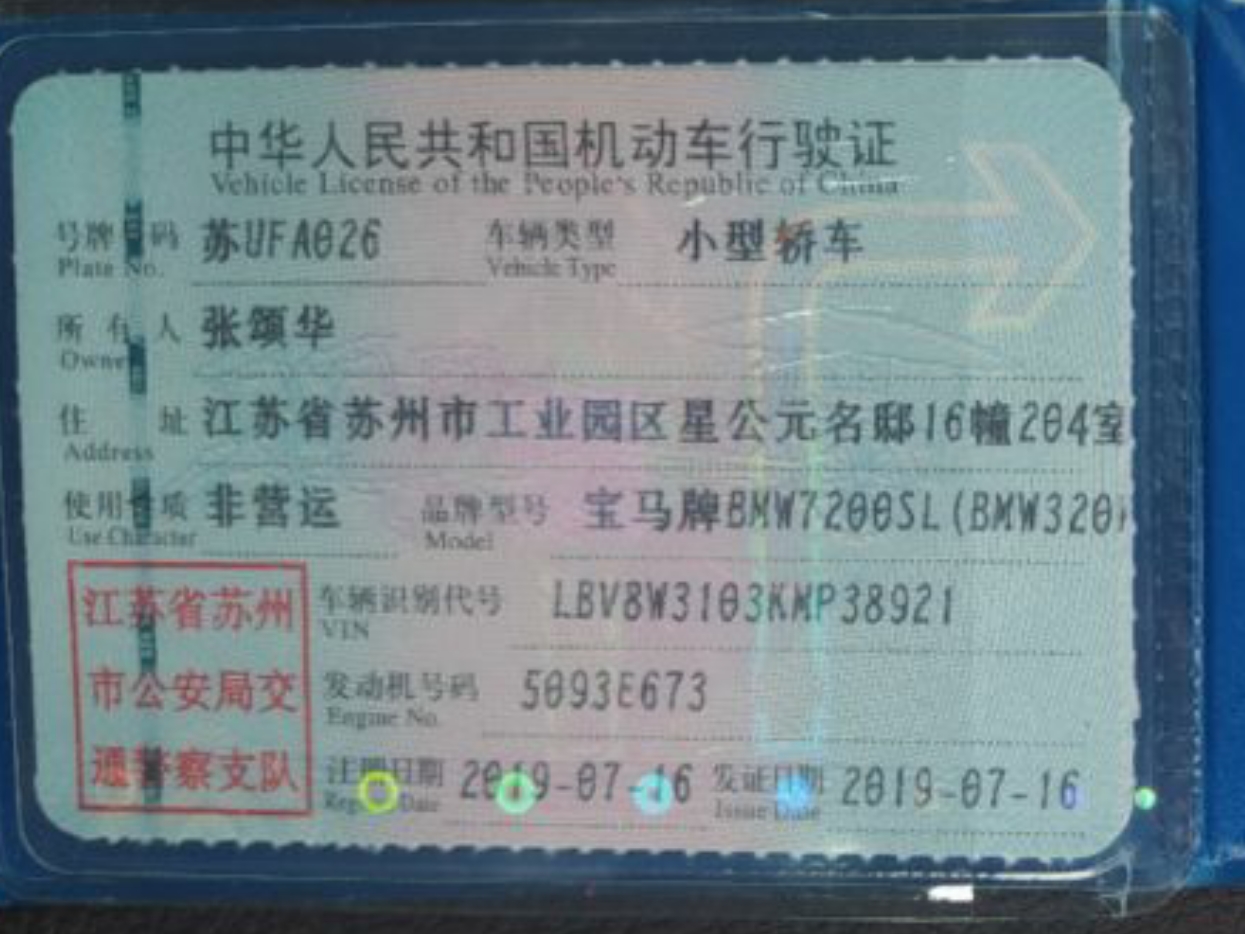 中华人民共和国机动车行驶证
Vehicle License of the People's Republic of China
号牌号码 苏UFA026 车辆类型 小型轿车
Plate No. Vehicle Type
所有人 张颂华
Owner
住址 江苏省苏州市工业园区星公元名邸16幢204室
Address
使用性质 非营运 品牌型号 宝马牌BMW7200SL(BMW320
Use Character Model
车辆识别代号 LBV8W3103KMP38921
VIN
发动机号码 5093E673
Engine No.
注册日期 2019-07-16 发证日期 2019-07-16
Register Date Issue Date
江苏省苏州
市公安局交
通警察支队